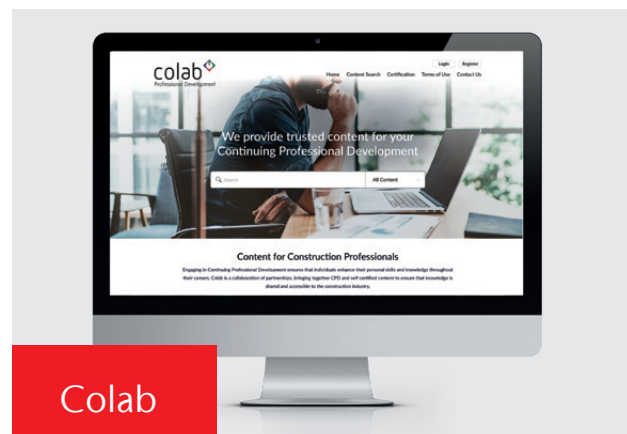 Login Register
colab
Professional Development
Home Content Search Certification Terms of Use Contact Us
We provide trusted content for your
Continuing Professional Development
Search All Content
Content for Construction Professionals
Engaging in Continuing Professional Development ensures that individuals enhance their personal skills and knowledge throughout
their careers. Colab is a collaboration of partnerships, bringing together CPD and self-certified content to ensure that knowledge is
shared and accessible to the construction industry.
Colab